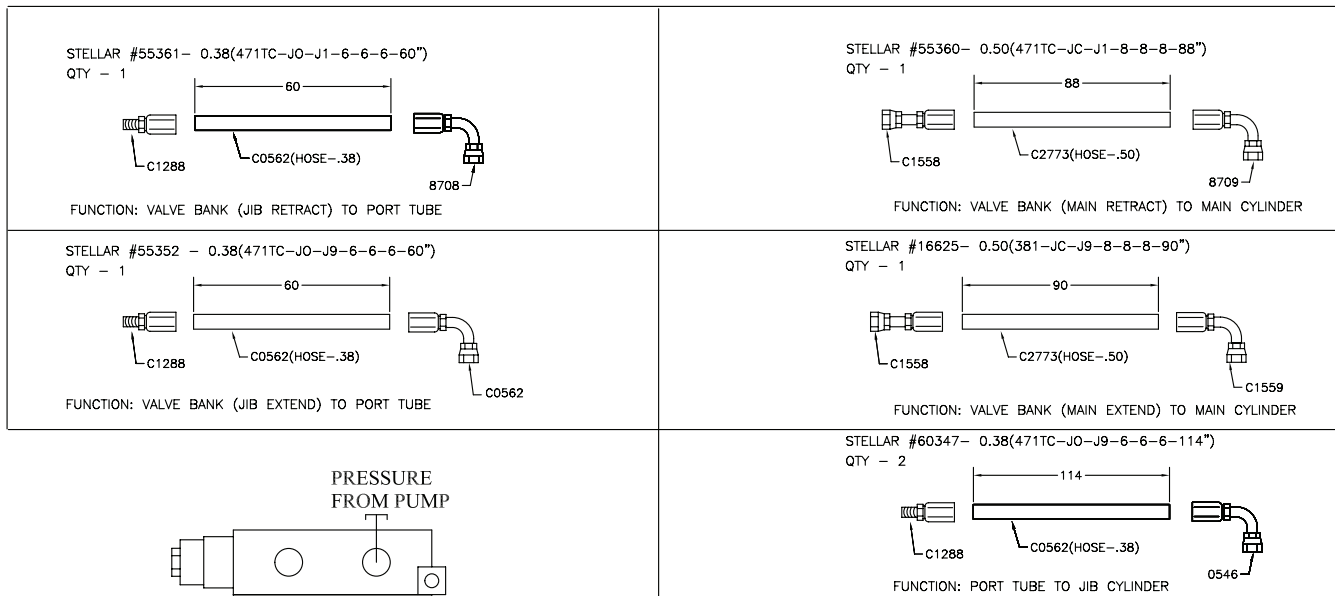 STELLAR #55361- 0.38(471TC-JO-J1-6-6-6-60")
QTY - 1
60
C1288
C0562(HOSE-.38)
8708
FUNCTION: VALVE BANK (JIB RETRACT) TO PORT TUBE
STELLAR #55360- 0.50(471TC-JC-J1-8-8-8-88")
QTY - 1
88
C1558
C2773(HOSE-.50)
8709
FUNCTION: VALVE BANK (MAIN RETRACT) TO MAIN CYLINDER
STELLAR #55352 - 0.38(471TC-JO-J9-6-6-6-60")
QTY - 1
60
C1288
C0562(HOSE-.38)
C0562
FUNCTION: VALVE BANK (JIB EXTEND) TO PORT TUBE
STELLAR #16625- 0.50(381-JC-J9-8-8-8-90")
QTY - 1
90
C1558
C2773(HOSE-.50)
C1559
FUNCTION: VALVE BANK (MAIN EXTEND) TO MAIN CYLINDER
PRESSURE
FROM PUMP
STELLAR #60347- 0.38(471TC-JO-J9-6-6-6-114")
QTY - 2
114
C1288
C0562(HOSE-.38)
0546
FUNCTION: PORT TUBE TO JIB CYLINDER